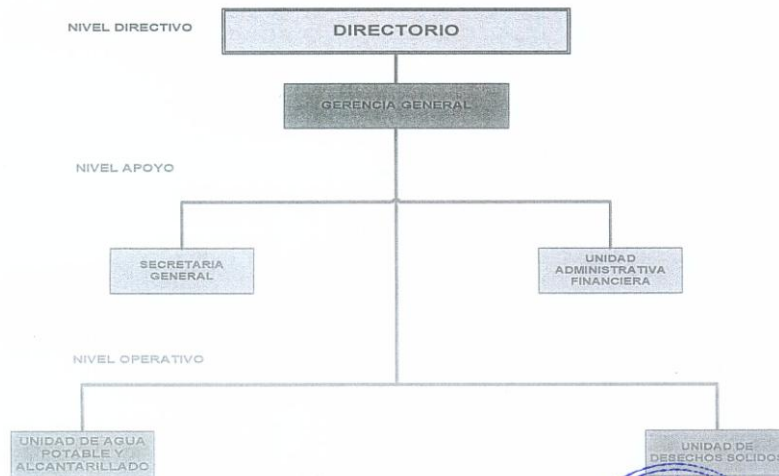 NIVEL DIRECTIVO
DIRECTORIO
GERENCIA GENERAL
NIVEL APOYO
SECRETARIA
GENERAL
UNIDAD
ADMINISTRATIVA
FINANCIERA
NIVEL OPERATIVO
UNIDAD DE AGUA
POTABLE Y
ALCANTARILLADO
UNIDAD DE
DESECHOS SOLIDOS